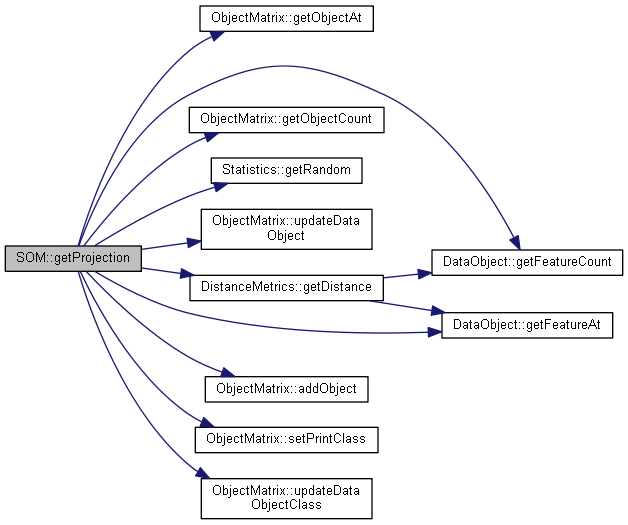 ObjectMatrix::getObjectAt
ObjectMatrix::getObjectCount
Statistics::getRandom
ObjectMatrix::updateData
Object
SOM::getProjection
DataObject::getFeatureCount
DistanceMetrics::getDistance
DataObject::getFeatureAt
ObjectMatrix::addObject
ObjectMatrix::setPrintClass
ObjectMatrix::updateData
ObjectClass